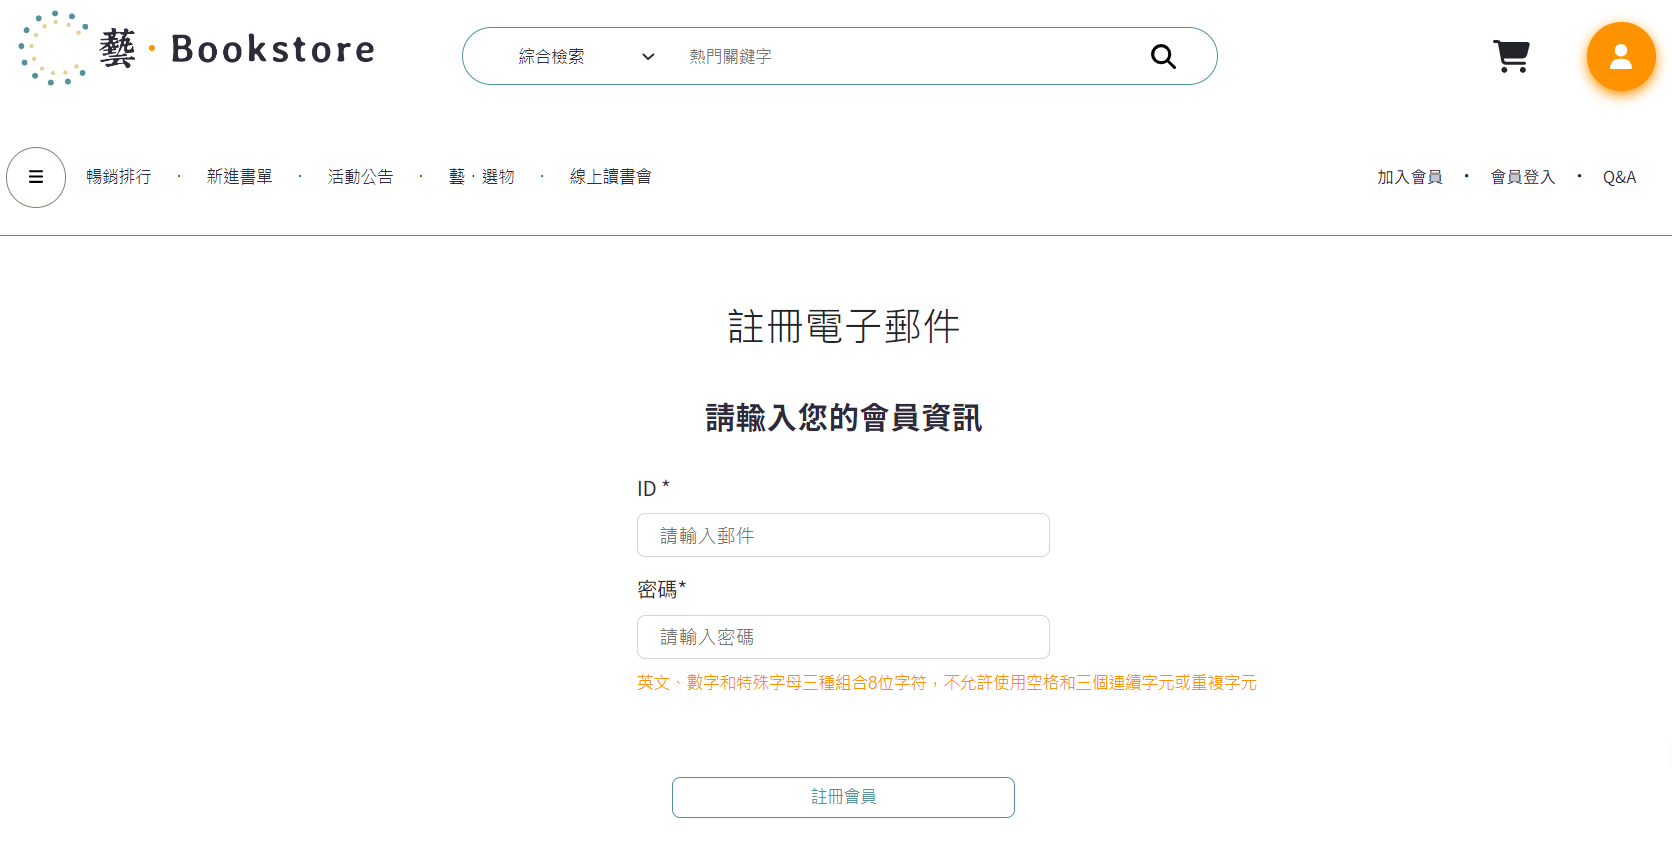 藝·Bookstore
綜合檢索 熱門關鍵字
暢銷排行 · 新進書單 · 活動公告 · 藝·選物 · 線上讀書會 加入會員 • 會員登入 • Q&A
註冊電子郵件
請輸入您的會員資訊
ID *
請輸入郵件
密碼*
請輸入密碼
英文、數字和特殊字母三種組合8位字符，不允許使用空格和三個連續字元或重複字元
註冊會員